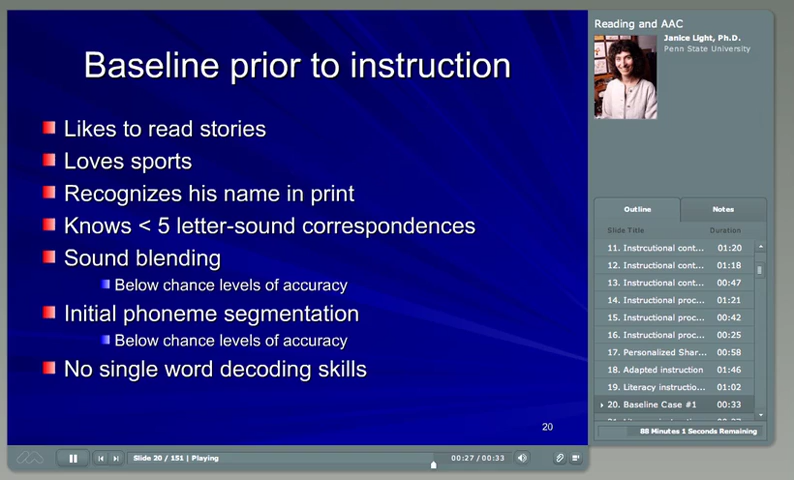 Baseline prior to instruction
Likes to read stories
Loves sports
Recognizes his name in print
Knows < 5 letter-sound correspondences
Sound blending
Below chance levels of accuracy
Initial phoneme segmentation
Below chance levels of accuracy
No single word decoding skills
20
Slide 20 / 151 | Playing
00:27 / 00:33
Reading and AAC
Janice Light, Ph.D.
Penn State University
Outline Notes
Slide Title Duration
11. Instrcutional cont... 01:20
12. Instructional cont... 01:18
13. Instructional cont... 00:47
14. Instructional proc... 01:21
15. Instructional proc... 00:42
16. Instructional proc... 00:25
17. Personalized Shar... 00:58
18. Adapted instruction 01:46
19. Literacy instructio... 01:02
20. Baseline Case #1 00:33
88 Minutes 1 Seconds Remaining